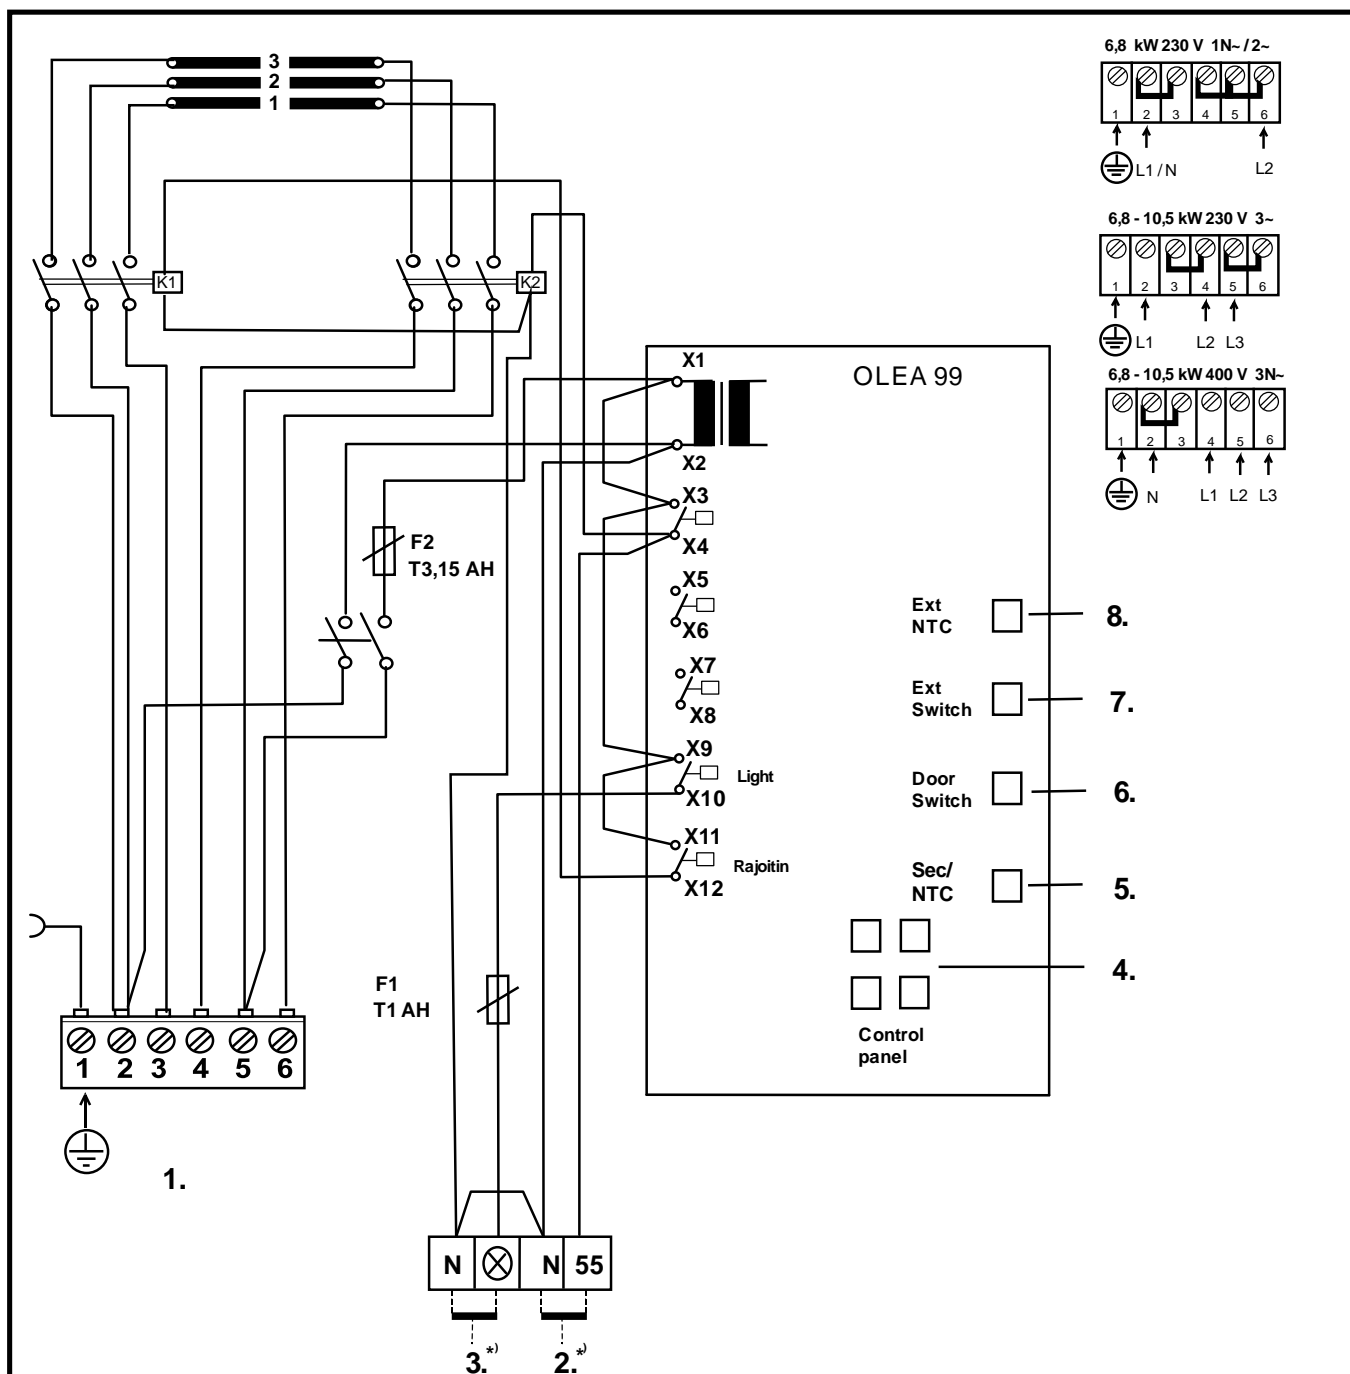 3
2
1
K1
K2
6,8 kW 230 V 1N~ / 2~
1 2 3 4 5 6
L1 / N L2
6,8 - 10,5 kW 230 V 3~
1 2 3 4 5 6
L1 L2 L3
6,8 - 10,5 kW 400 V 3N~
1 2 3 4 5 6
N L1 L2 L3
OLEA 99
X1
X2
X3
X4
X5
X6
X7
X8
X9
Light
X10
X11
Rajoitin
X12
F2
T3,15 AH
Ext
NTC
8.
Ext
Switch
7.
Door
Switch
6.
Sec/
NTC
5.
4.
Control
panel
F1
T1 AH
1 2 3 4 5 6
1.
N N 55
3.*) 2.*)